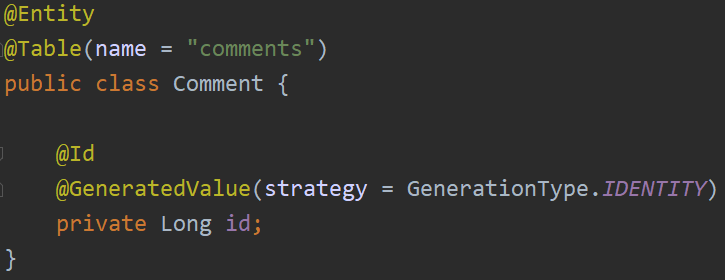 @Entity
@Table(name = "comments")
public class Comment {
@Id
@GeneratedValue(strategy = GenerationType.IDENTITY)
private Long id;
}